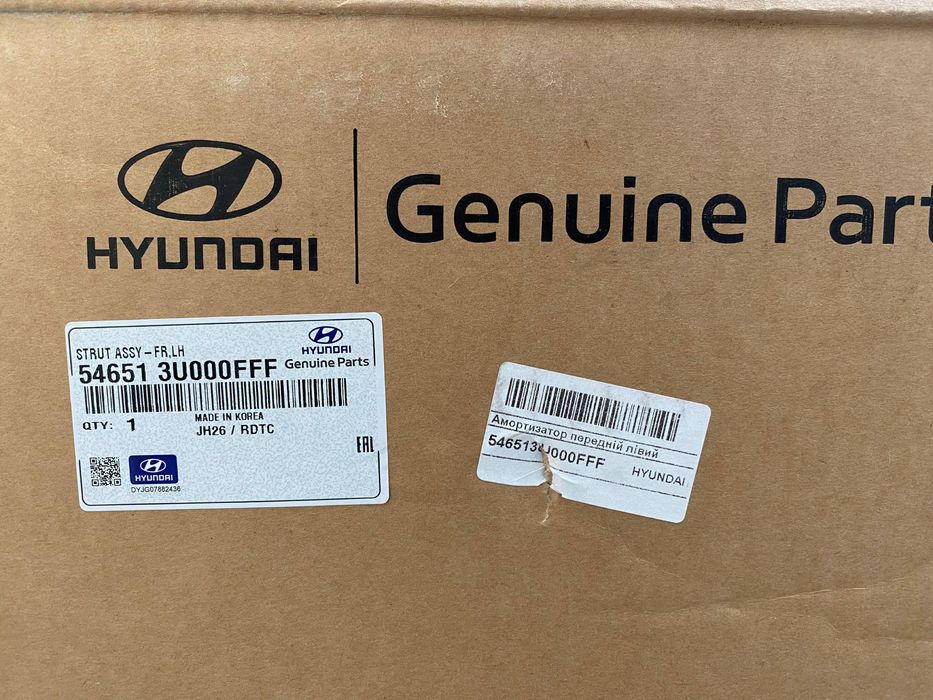 HYUNDAI
Genuine Part
STRUT ASSY-FR,LH
HYUNDAI
Genuine Parts
54651 3U000FFF
MADE IN KOREA
QTY: 1
JH26 / RDTC
EAC
HYUNDAI
DYJG07882436
Амортизатор передній лівий
546513U000FFF
HYUNDAI